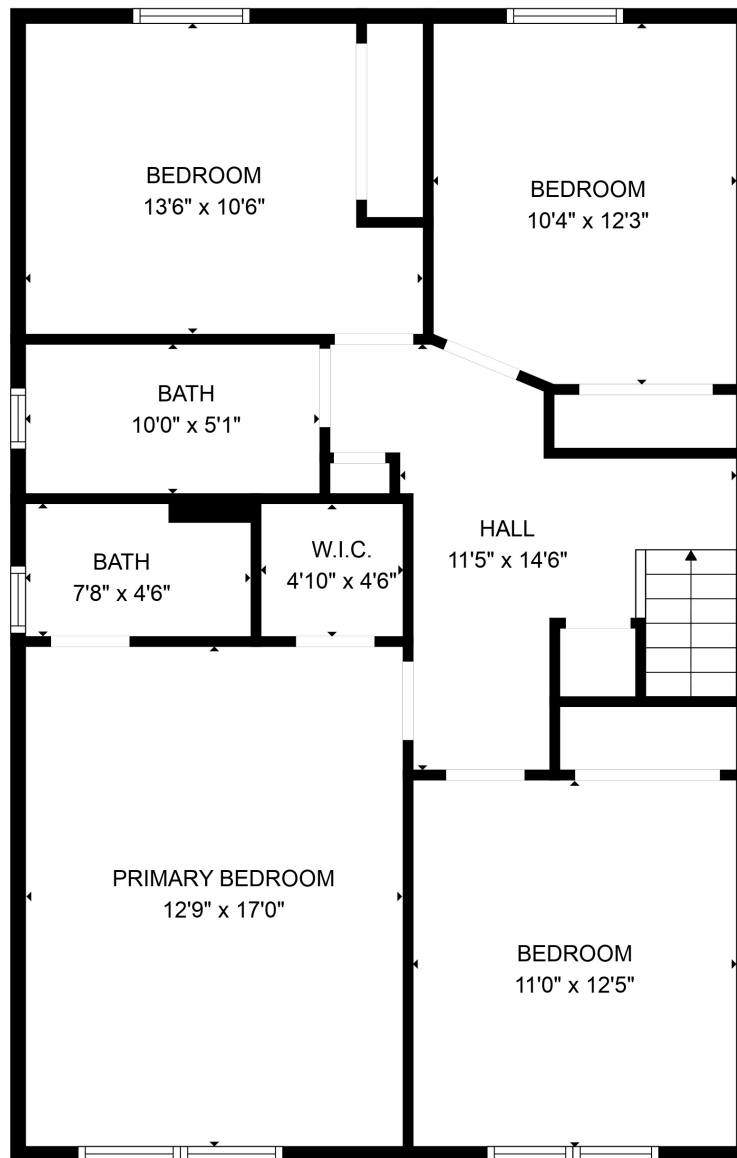 BEDROOM
13'6" x 10'6"
BEDROOM
10'4" x 12'3"
BATH
10'0" x 5'1"
HALL
11'5" x 14'6"
BATH
7'8" x 4'6"
W.I.C.
4'10" x 4'6"
PRIMARY BEDROOM
12'9" x 17'0"
BEDROOM
11'0" x 12'5"